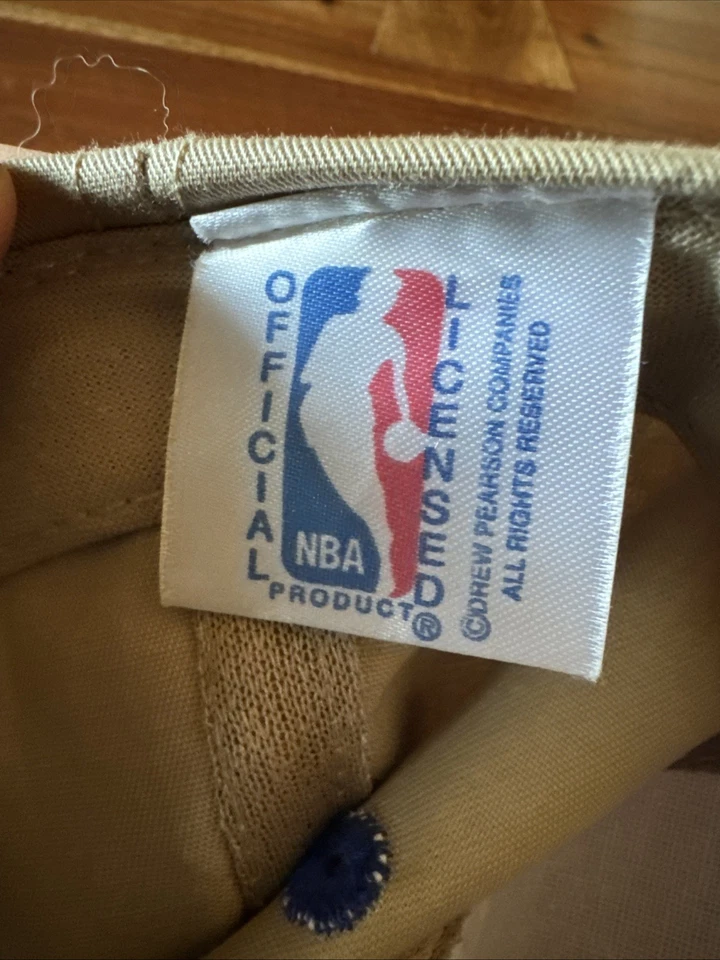 OFFICIAL
LICENSED
PRODUCT®
NBA
©DREW PEARSON COMPANIES
ALL RIGHTS RESERVED